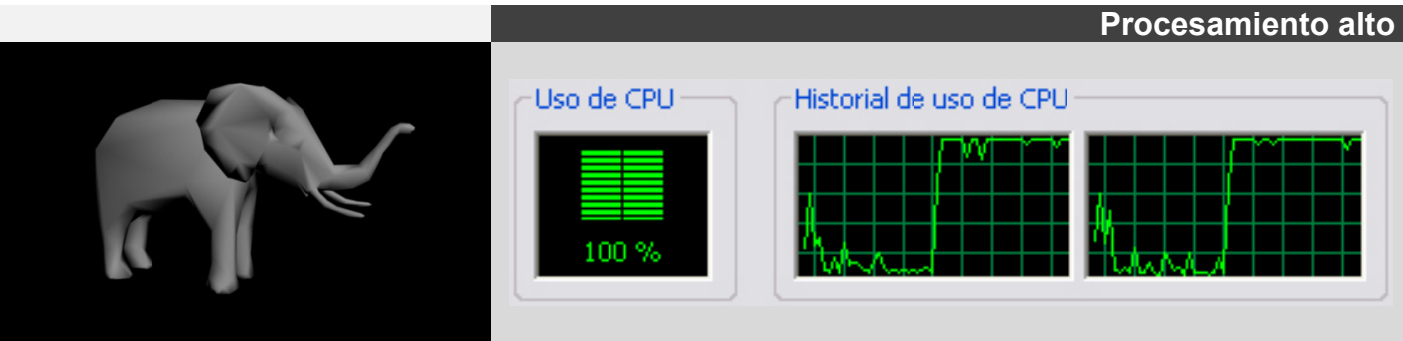 Procesamiento alto
Uso de CPU
Historial de uso de CPU
100 %